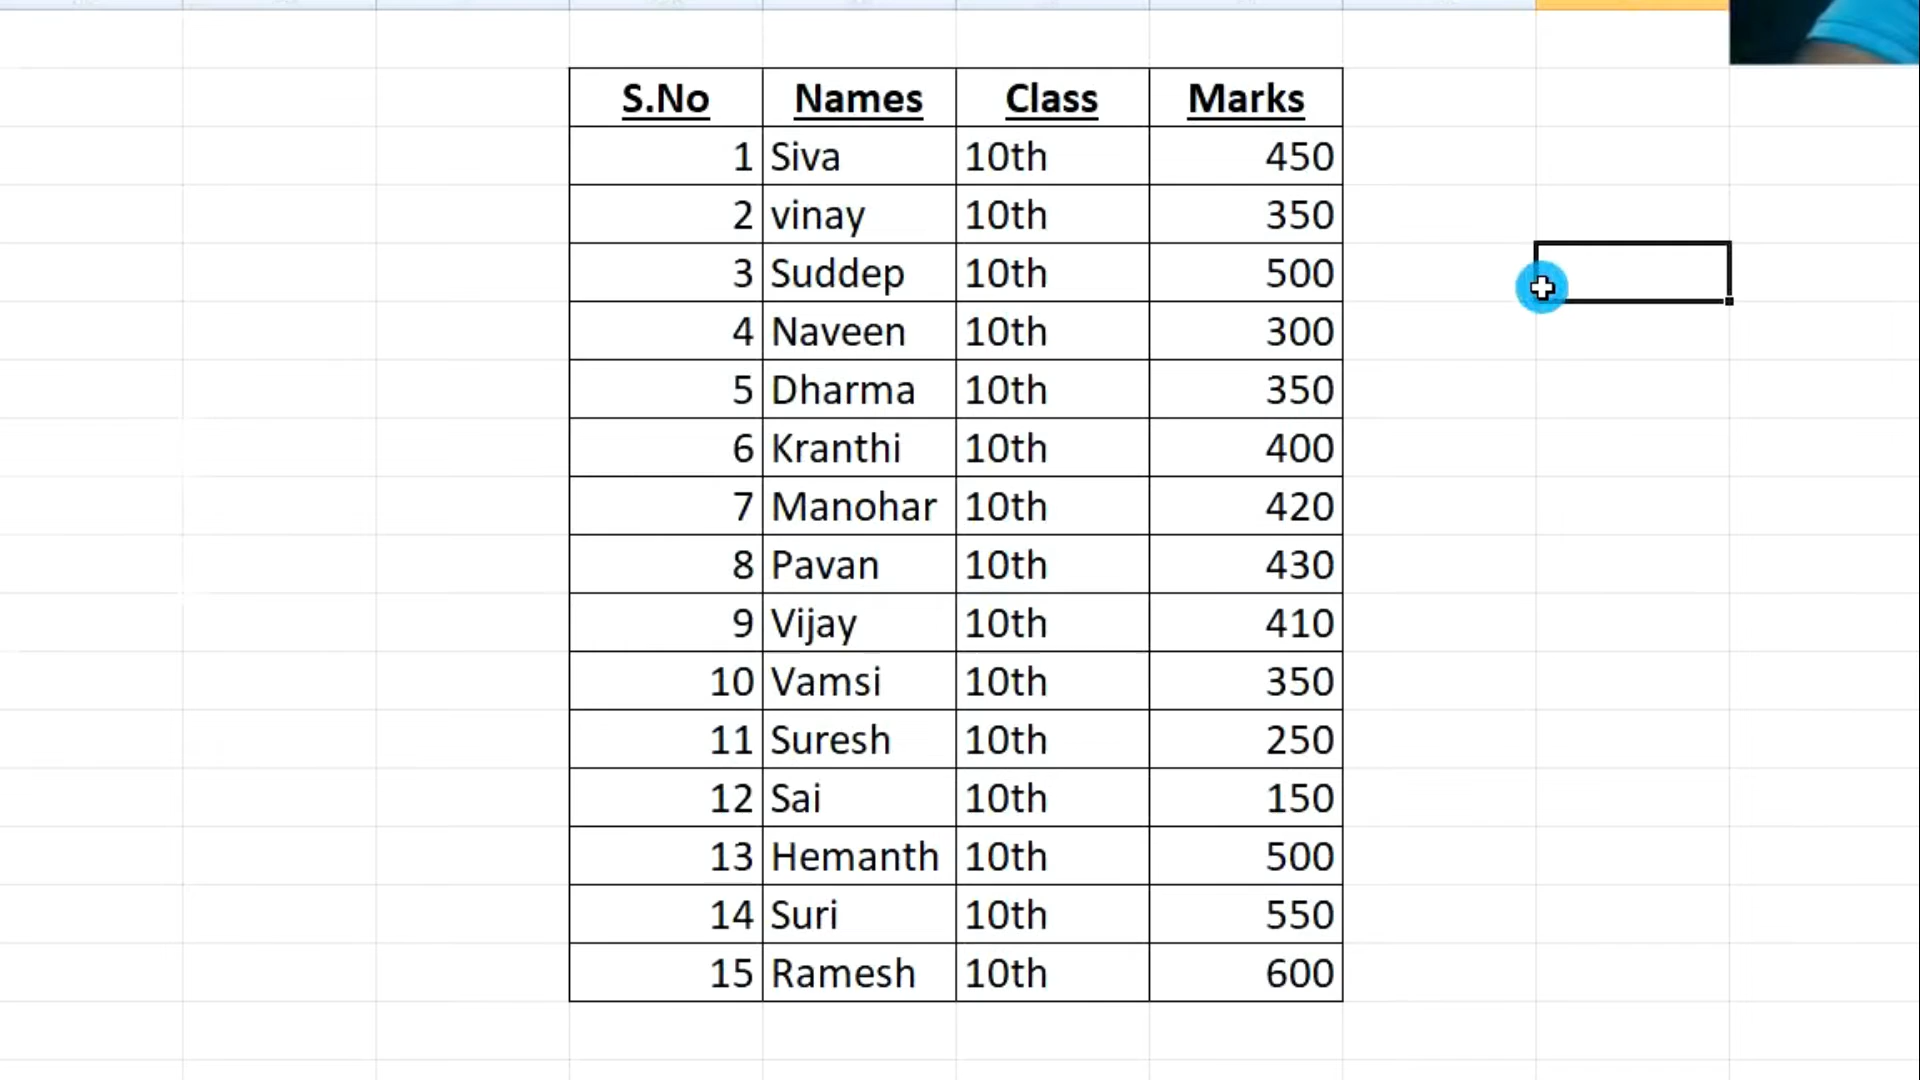 S.No Names Class Marks
1 Siva 10th 450
2 vinay 10th 350
3 Suddep 10th 500
4 Naveen 10th 300
5 Dharma 10th 350
6 Kranthi 10th 400
7 Manohar 10th 420
8 Pavan 10th 430
9 Vijay 10th 410
10 Vamsi 10th 350
11 Suresh 10th 250
12 Sai 10th 150
13 Hemanth 10th 500
14 Suri 10th 550
15 Ramesh 10th 600